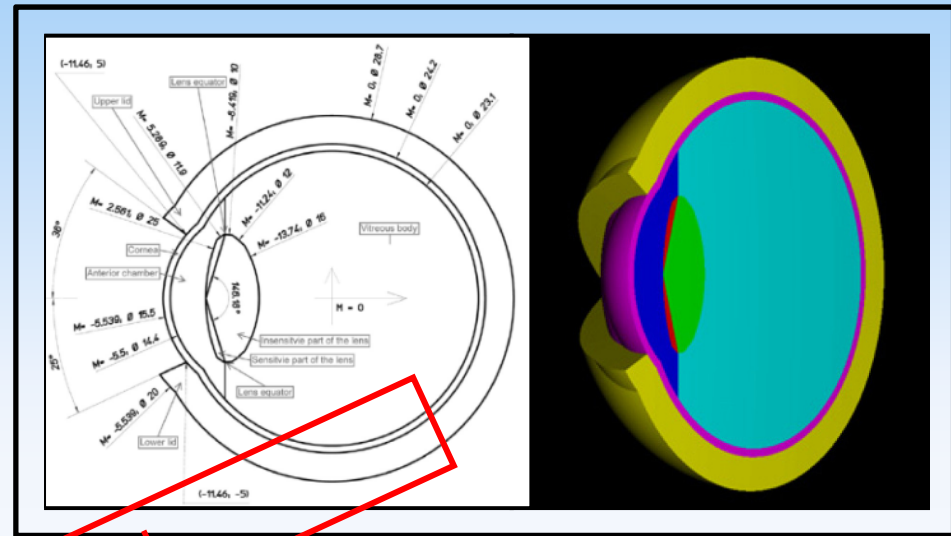 (-11.46; 5)
Lens equator
Upper lid
M= -6.419, Ø 10
M= 0, Ø 28.7
M= 0, Ø 24.2
M= 0, Ø 23.1
M= 5.269, Ø 11.9
M= -11.24, Ø 12
M= 2.561, Ø 25
M= -13.74, Ø 16
36°
Vitreous body
Cornea
Anterior chamber
M = 0
M= -5.539, Ø 15.5
Insensitvie part of the lens
M= -5.5, Ø 14.4
Sensitvie part of the lens
25°
Lens equator
M= -5.539, Ø 20
Lower lid
(-11.46; -5)